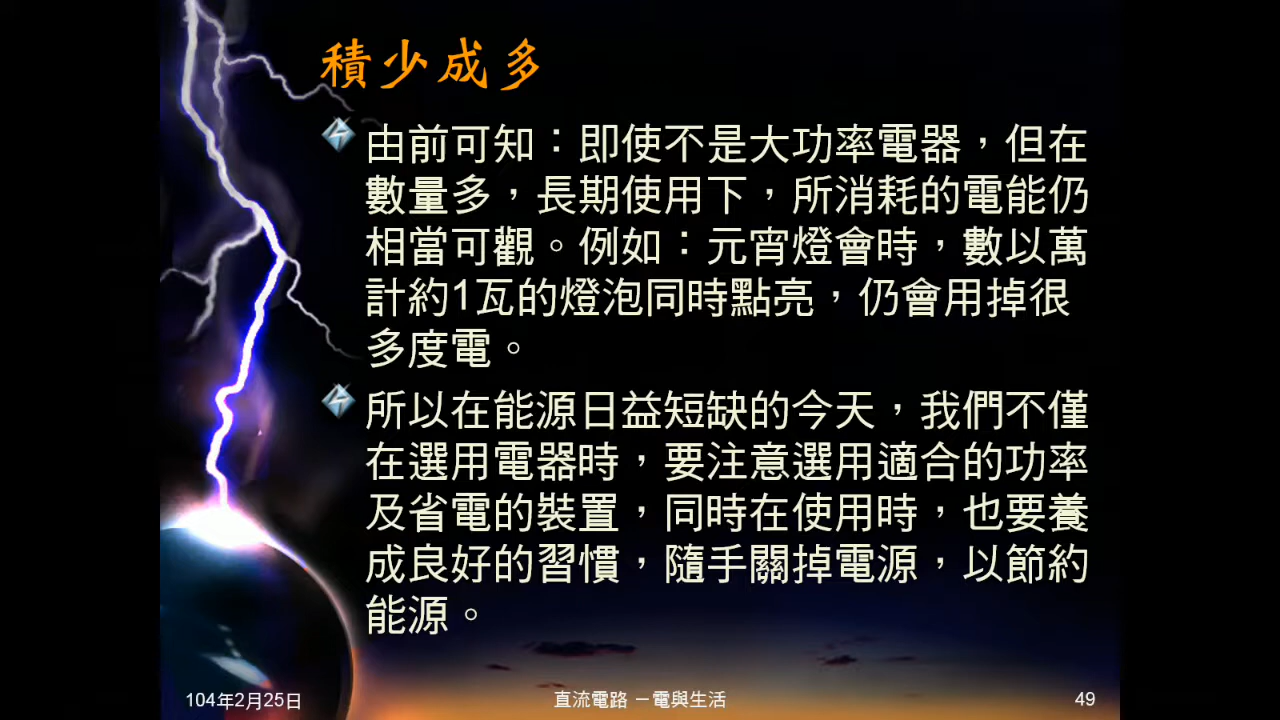 積少成多
由前可知：即使不是大功率電器，但在
數量多，長期使用下，所消耗的電能仍
相當可觀。例如：元宵燈會時，數以萬
計約1瓦的燈泡同時點亮，仍會用掉很
多度電。
所以在能源日益短缺的今天，我們不僅
在選用電器時，要注意選用適合的功率
及省電的裝置，同時在使用時，也要養
成良好的習慣，隨手關掉電源，以節約
能源。
104年2月25日
直流電路 －電與生活
49